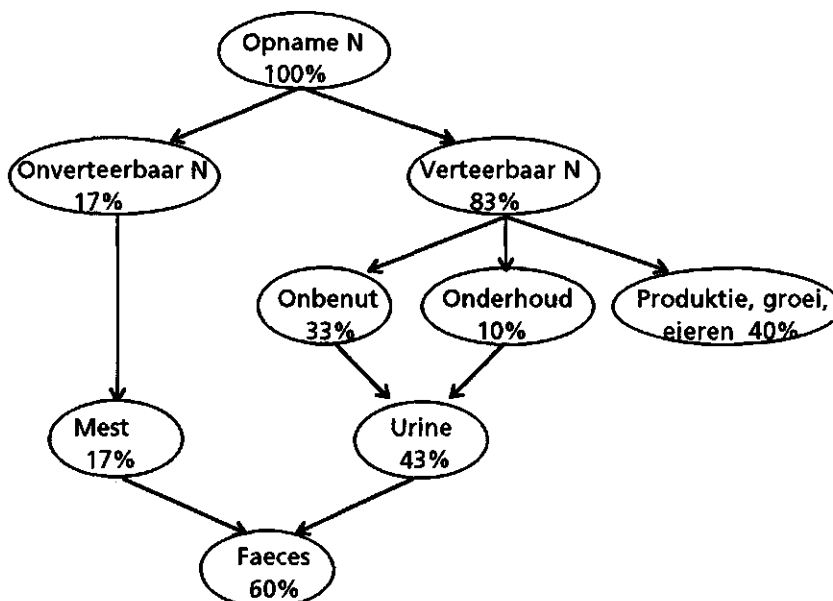 Opname N
100%
Onverteerbaar N
17%
Verteerbaar N
83%
Onbenut
33%
Onderhoud
10%
Produktie, groei,
eieren 40%
Mest
17%
Urine
43%
Faeces
60%